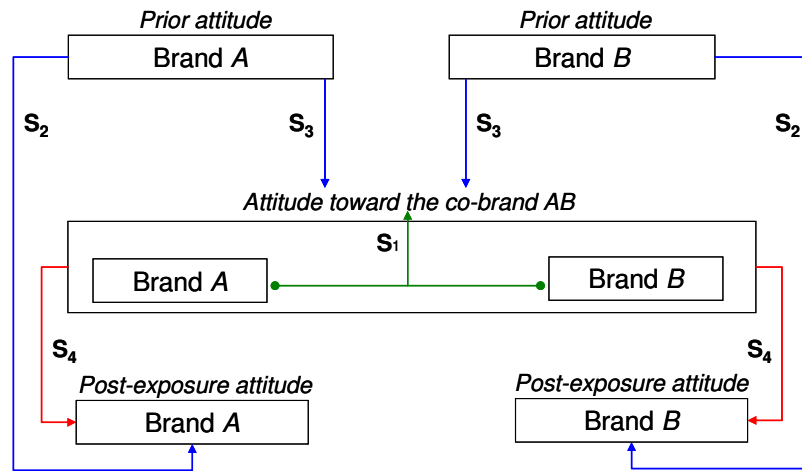 Prior attitude
Prior attitude
Brand A
Brand B
S2
S3
S3
S2
Attitude toward the co-brand AB
S1
Brand A
Brand B
S4
S4
Post-exposure attitude
Post-exposure attitude
Brand A
Brand B